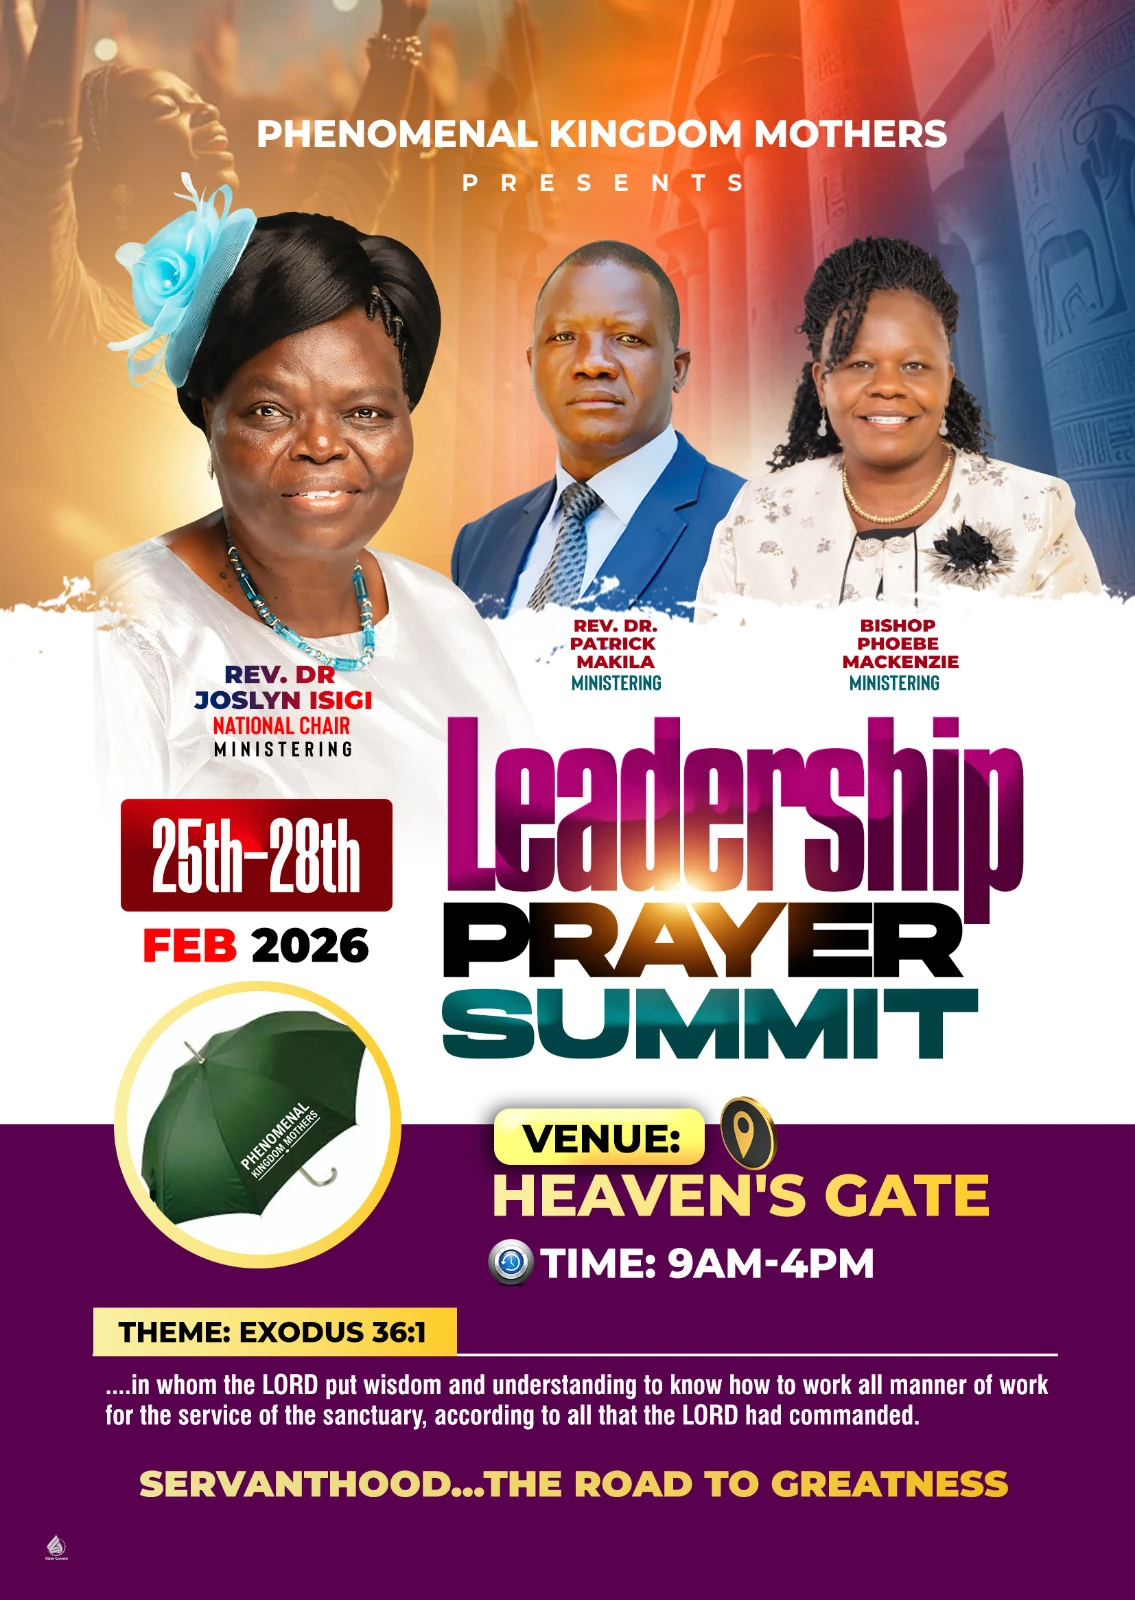 PHENOMENAL KINGDOM MOTHERS
PRESENTS
REV. DR.
PATRICK
MAKILA
MINISTERING
BISHOP
PHOEBE
MACKENZIE
MINISTERING
REV. DR
JOSLYN ISIGI
NATIONAL CHAIR
MINISTERING
25th-28th
FEB 2026
Leadership
PRAYER
SUMMIT
PHENOMENAL
KINGDOM MOTHERS
VENUE:
HEAVEN'S GATE
TIME: 9AM-4PM
THEME: EXODUS 36:1
....in whom the LORD put wisdom and understanding to know how to work all manner of work
for the service of the sanctuary, according to all that the LORD had commanded.
SERVANTHOOD...THE ROAD TO GREATNESS